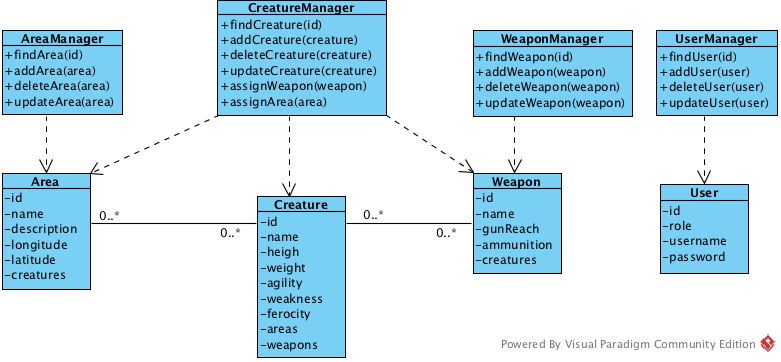 AreaManager
+findArea(id)
+addArea(area)
+deleteArea(area)
+updateArea(area)
CreatureManager
+findCreature(id)
+addCreature(creature)
+deleteCreature(creature)
+updateCreature(creature)
+assignWeapon(weapon)
+assignArea(area)
WeaponManager
+findWeapon(id)
+addWeapon(weapon)
+deleteWeapon(weapon)
+updateWeapon(weapon)
UserManager
+findUser(id)
+addUser(user)
+deleteUser(user)
+updateUser(user)
Area
-id
-name
-description
-longitude
-latitude
-creatures
0..*
0..*
Creature
-id
-name
-heigh
-weight
-agility
-weakness
-ferocity
-areas
-weapons
0..*
0..*
Weapon
-id
-name
-gunReach
-ammunition
-creatures
User
-id
-role
-username
-password
Powered By Visual Paradigm Community Edition